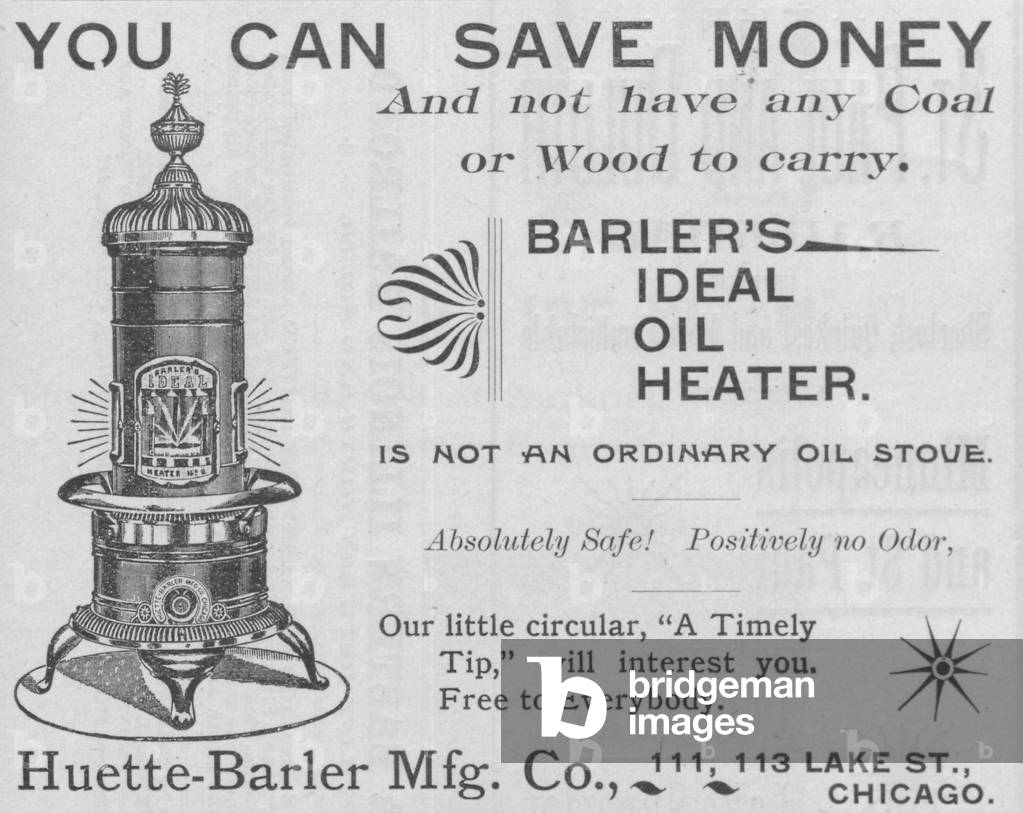 YOU CAN SAVE MONEY
And not have any Coal
or Wood to carry.
BARLER'S
IDEAL
OIL
HEATER.
BARLER'S
IDEAL
HEATER No
IS NOT AN ORDINARY OIL STOVE.
Absolutely Safe! Positively no Odor,
Our little circular, "A Timely
Tip," will interest you.
Free to Everybody.
bridgeman
images
Huette-Barler Mfg. Co., 111, 113 LAKE ST.,
CHICAGO.